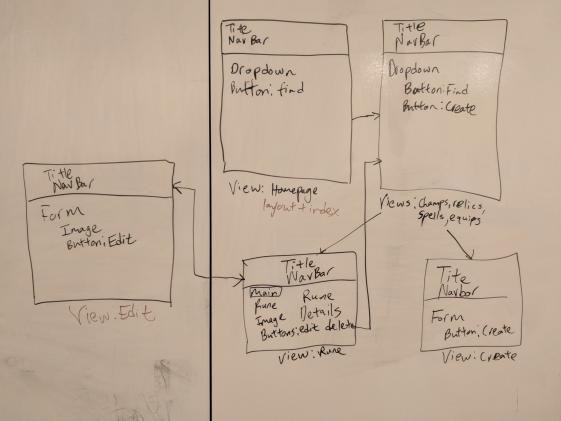 Title
NavBar
Dropdown
Button: find
View: Homepage
layout + index
Title
NavBar
Dropdown
Button: Find
Button: Create
Views: Champs, relics,
spells, equips
Title
NavBar
Form
Image
Button: Edit
View: Edit
Title
NavBar
main
Rune
Image
Rune
Details
Buttons: edit delete
View: Rune
Tite
Navbar
Form
Button: Create
View: Create